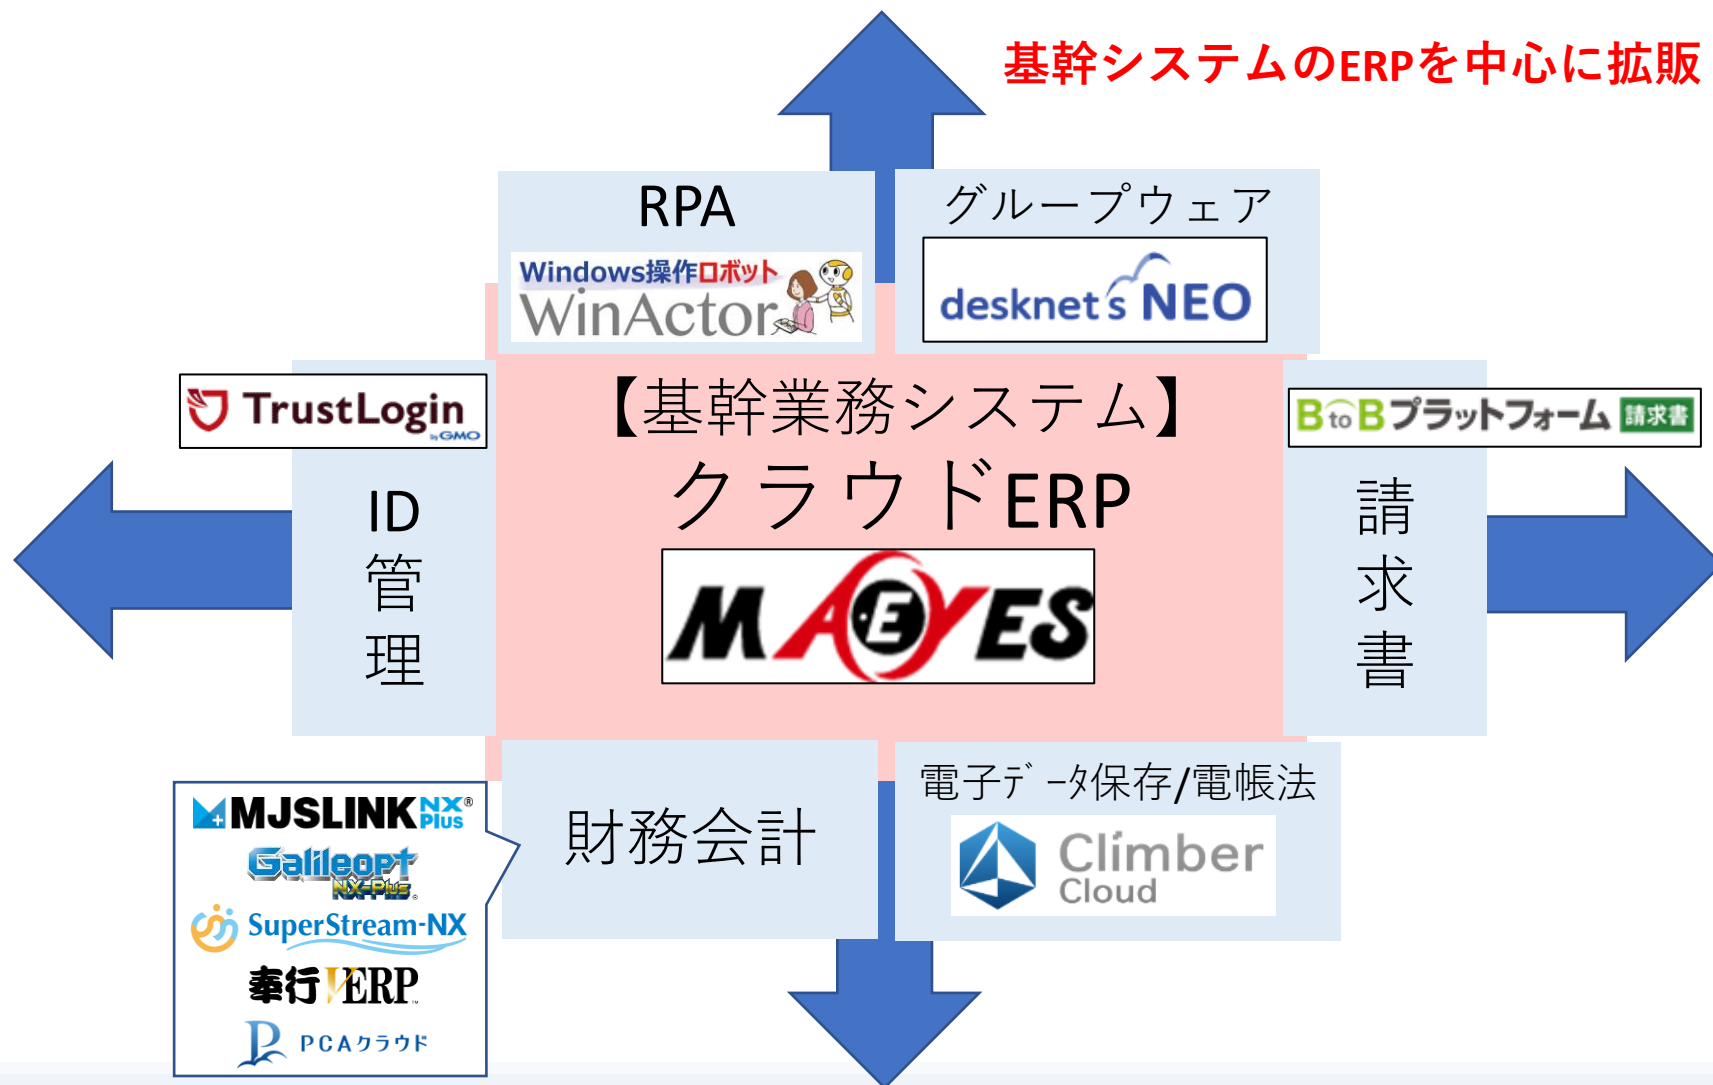 基幹システムのERPを中心に拡販
RPA
Windows操作ロボット
WinActor
グループウェア
desknet's NEO
TrustLogin
by GMO
ID
管
理
【基幹業務システム】
クラウドERP
MAEYES
BtoBプラットフォーム 請求書
請
求
書
財務会計
MJSLINK NX Plus®
Galileopt
NX-Plus®
SuperStream-NX
奉行VERP™
PCAクラウド
電子ﾃﾞｰﾀ保存/電帳法
Climber
Cloud